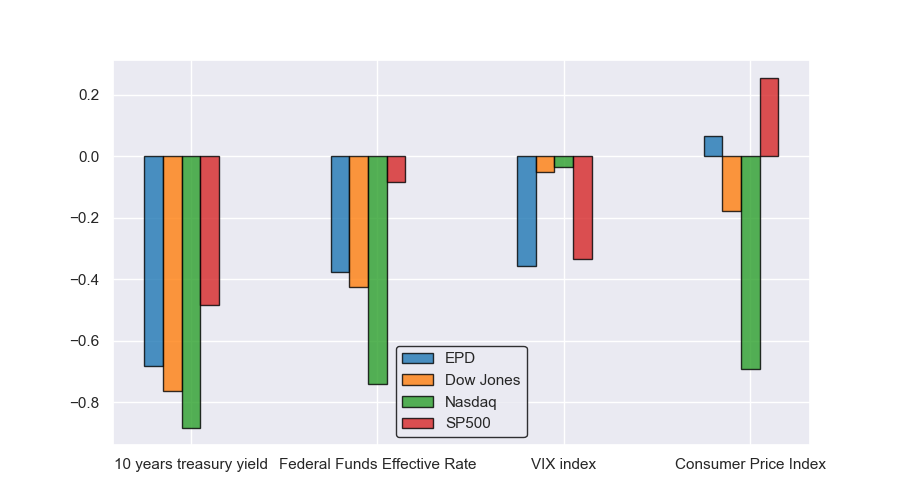 0.2
0.0
−0.2
−0.4
−0.6
−0.8
EPD
Dow Jones
Nasdaq
SP500
10 years treasury yield
Federal Funds Effective Rate
VIX index
Consumer Price Index